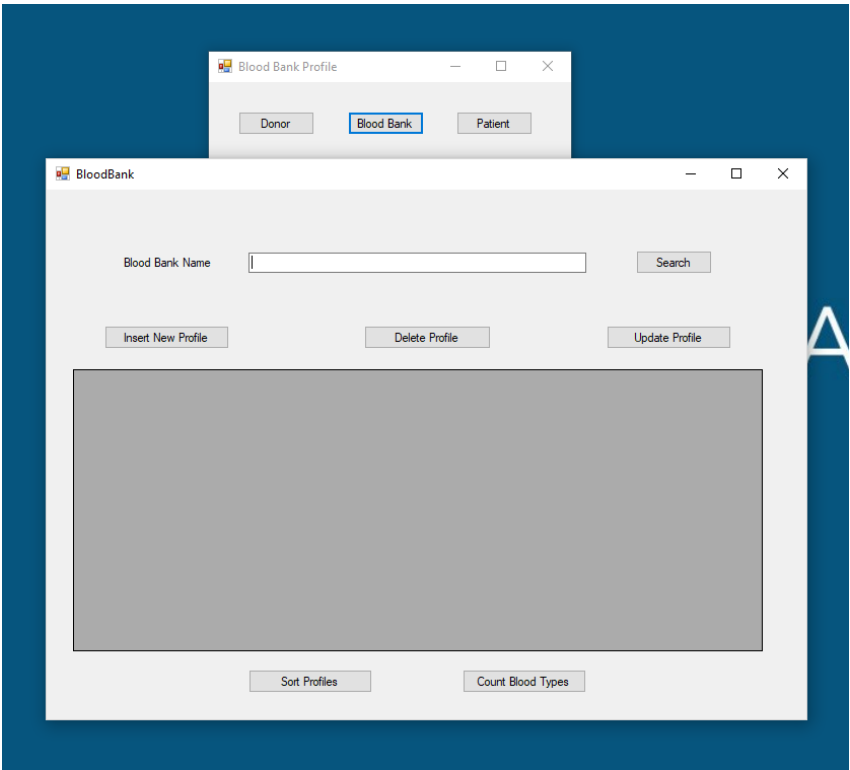 Blood Bank Profile
Donor Blood Bank Patient
BloodBank
Blood Bank Name Search
Insert New Profile Delete Profile Update Profile
A
Sort Profiles Count Blood Types